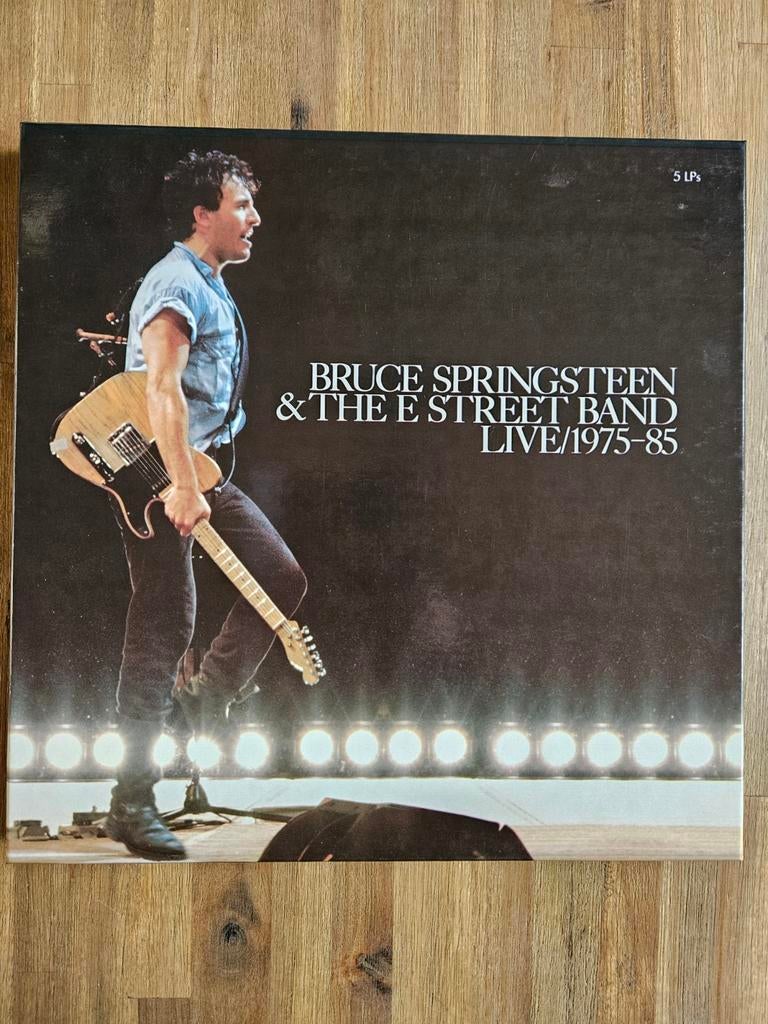 5 LPs
BRUCE SPRINGSTEEN
& THE E STREET BAND
LIVE/1975-85